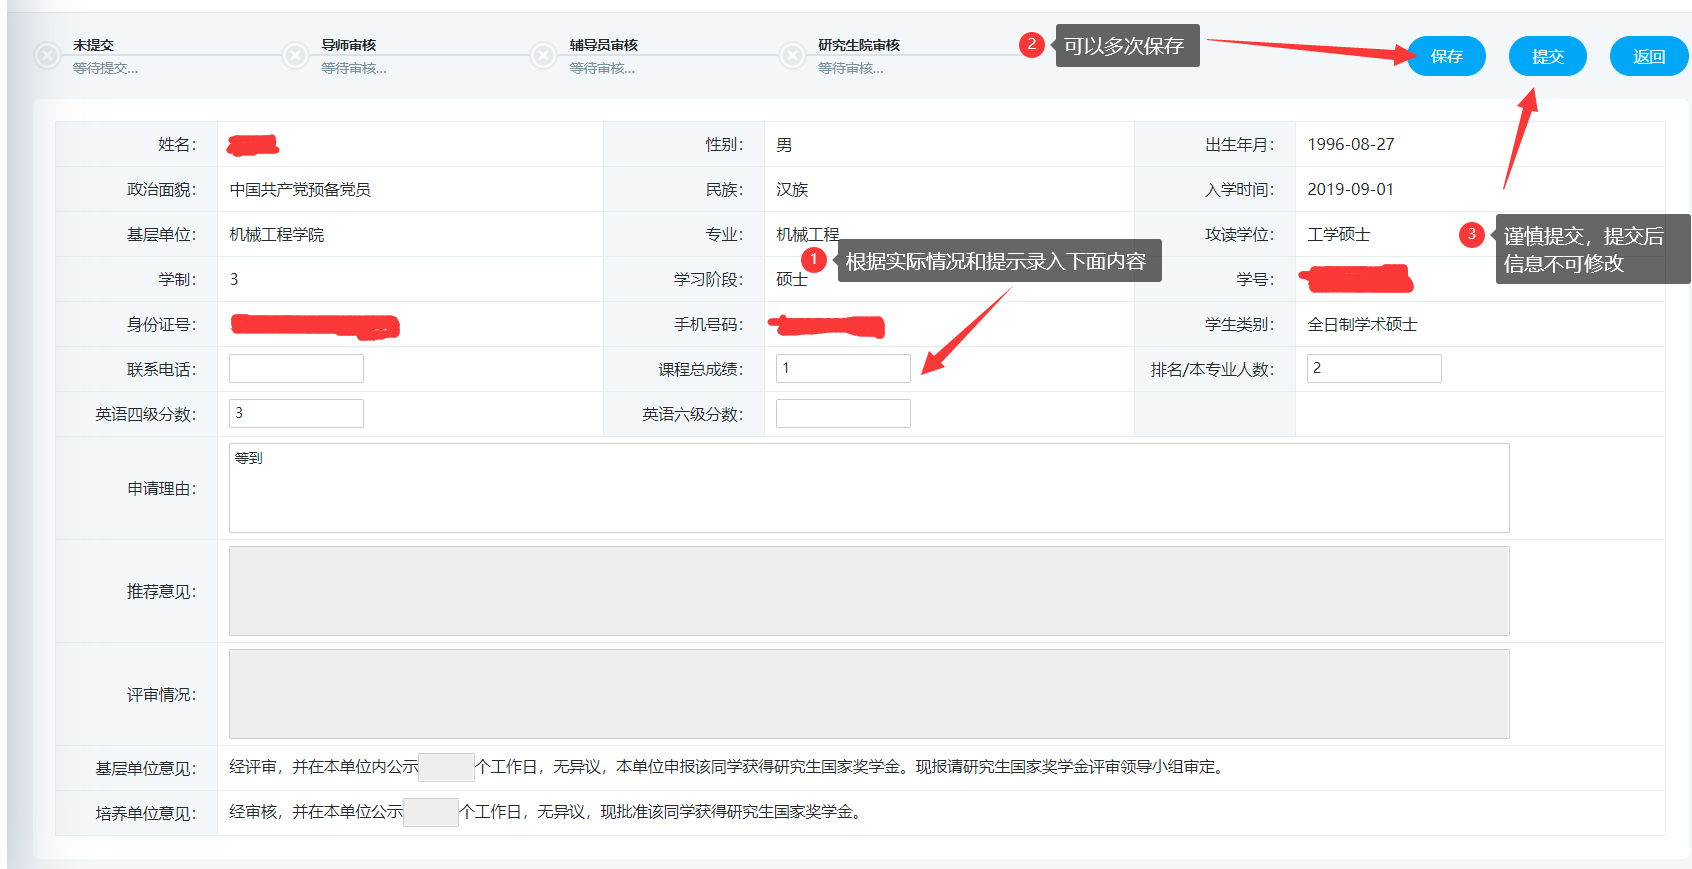 未提交
等待提交...
导师审核
等待审核...
辅导员审核
等待审核...
研究生院审核
等待审核...
2 可以多次保存
保存 提交 返回
姓名： 性别： 男 出生年月： 1996-08-27
政治面貌： 中国共产党预备党员 民族： 汉族 入学时间： 2019-09-01
基层单位： 机械工程学院 专业： 机械工程 攻读学位： 工学硕士
3 谨慎提交，提交后
信息不可修改
1 根据实际情况和提示录入下面内容
学制： 3 学习阶段： 硕士 学号：
身份证号： 手机号码： 学生类别： 全日制学术硕士
联系电话： 课程总成绩： 1 排名/本专业人数： 2
英语四级分数： 3 英语六级分数：
申请理由： 等到
推荐意见：
评审情况：
基层单位意见： 经评审，并在本单位内公示 个工作日，无异议，本单位申报该同学获得研究生国家奖学金。现报请研究生国家奖学金评审领导小组审定。
培养单位意见： 经审核，并在本单位公示 个工作日，无异议，现批准该同学获得研究生国家奖学金。